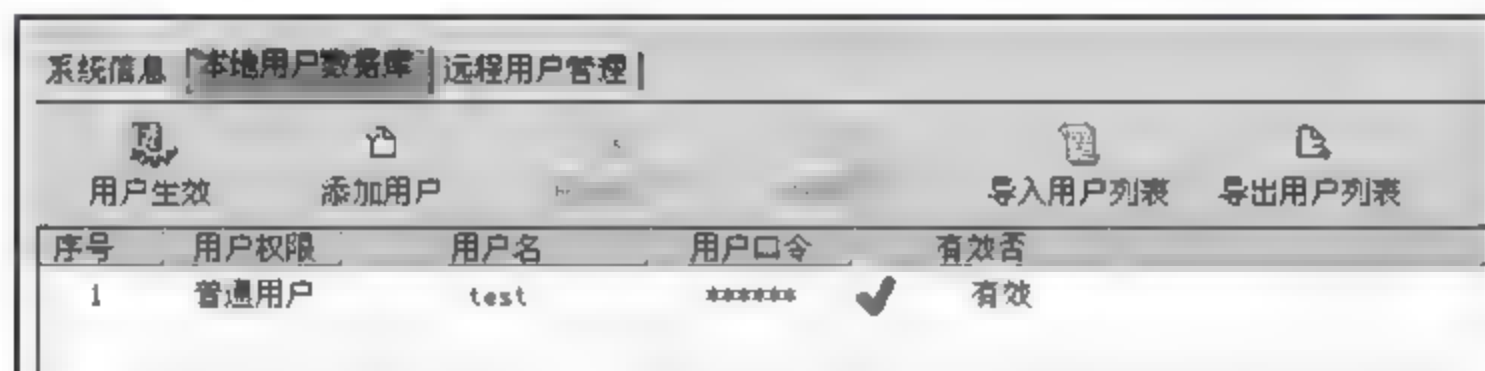 系统信息 本地用户数据库 远程用户管理
用户生效 添加用户 导入用户列表 导出用户列表
序号 用户权限 用户名 用户口令 有效否
1 普通用户 test ****** 有效